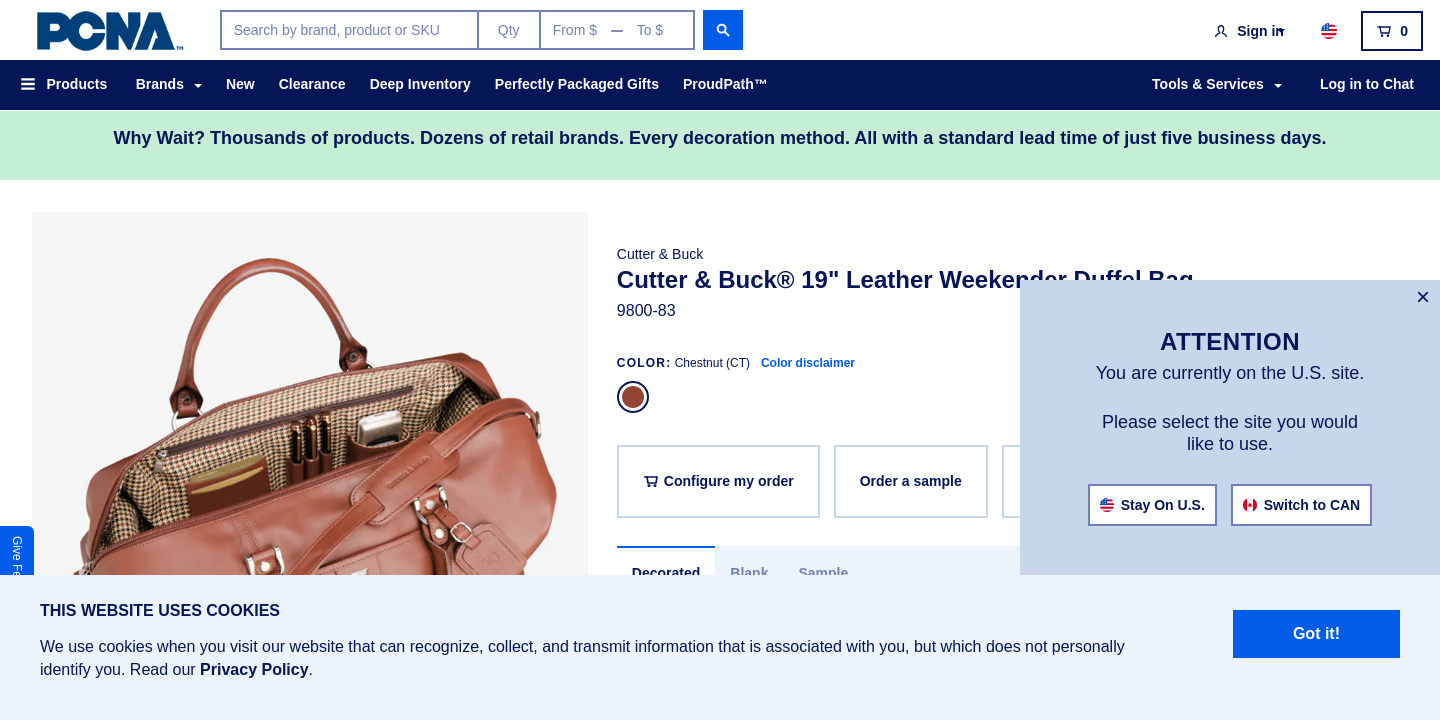 PCNA™
Search by brand, product or SKU
Qty
From $ — To $
Sign in
0
Products
Brands
New
Clearance
Deep Inventory
Perfectly Packaged Gifts
ProudPath™
Tools & Services
Log in to Chat
Why Wait? Thousands of products. Dozens of retail brands. Every decoration method. All with a standard lead time of just five business days.
Cutter & Buck
Cutter & Buck® 19" Leather Weekender Duffel Bag
9800-83
COLOR: Chestnut (CT) Color disclaimer
Configure my order
Order a sample
Decorated
Blank
Sample
Give Fe
×
ATTENTION
You are currently on the U.S. site.
Please select the site you would
like to use.
Stay On U.S.
Switch to CAN
THIS WEBSITE USES COOKIES
We use cookies when you visit our website that can recognize, collect, and transmit information that is associated with you, but which does not personally
identify you. Read our Privacy Policy.
Got it!